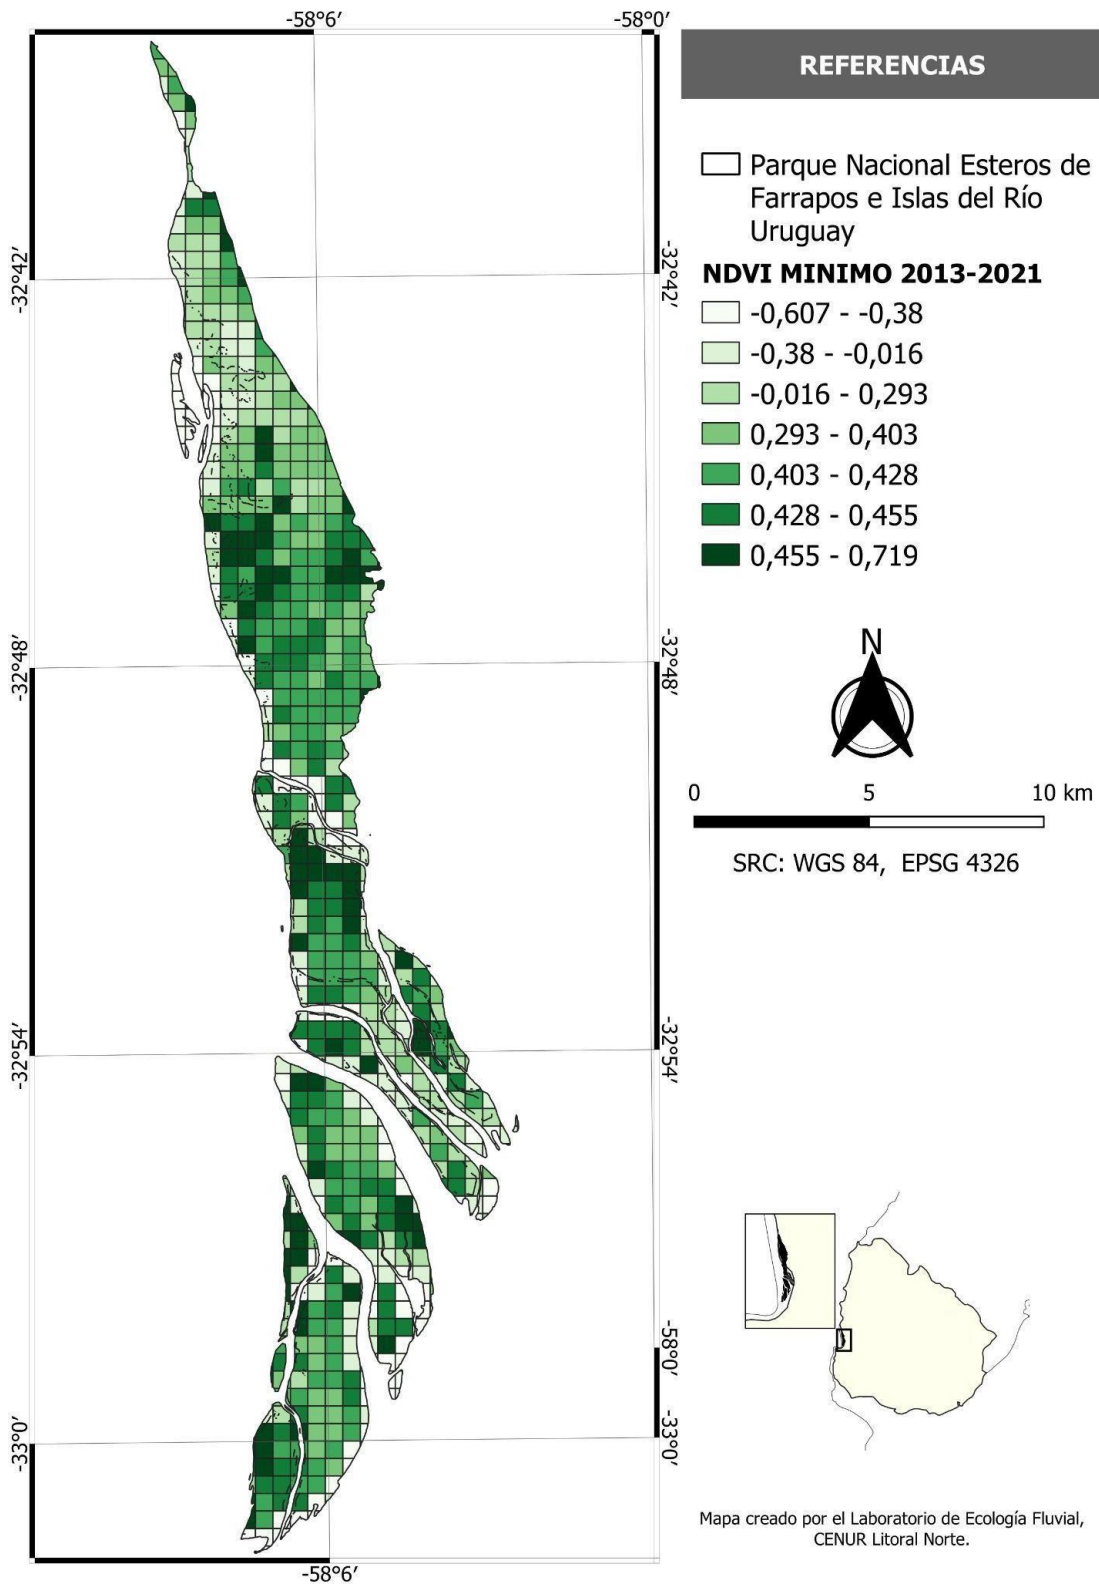 -58°6′
-58°0′
REFERENCIAS
Parque Nacional Esteros de
Farrapos e Islas del Río
Uruguay
NDVI MINIMO 2013-2021
-0,607 - -0,38
-0,38 - -0,016
-0,016 - 0,293
0,293 - 0,403
0,403 - 0,428
0,428 - 0,455
0,455 - 0,719
-32°42′
-32°42′
N
-32°48′
-32°48′
0 5 10 km
SRC: WGS 84, EPSG 4326
-32°54′
-32°54′
-58°0′
-33°0′
-33°0′
Mapa creado por el Laboratorio de Ecología Fluvial,
CENUR Litoral Norte.
-58°6′